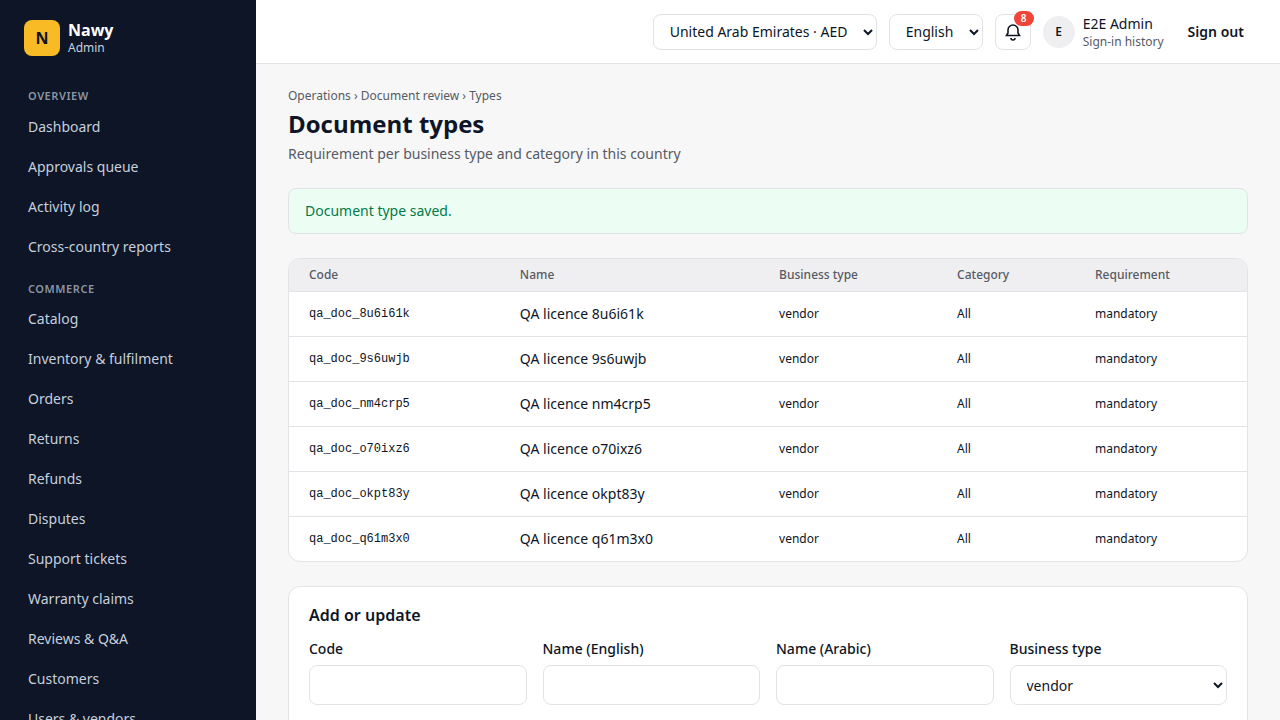 N
Nawy
Admin
OVERVIEW
Dashboard
Approvals queue
Activity log
Cross-country reports
COMMERCE
Catalog
Inventory & fulfilment
Orders
Returns
Refunds
Disputes
Support tickets
Warranty claims
Reviews & Q&A
Customers
Users & vendors
United Arab Emirates · AED
English
8
E
E2E Admin
Sign-in history
Sign out
Operations › Document review › Types
Document types
Requirement per business type and category in this country
Document type saved.
Code Name Business type Category Requirement
qa_doc_8u6i61k QA licence 8u6i61k vendor All mandatory
qa_doc_9s6uwjb QA licence 9s6uwjb vendor All mandatory
qa_doc_nm4crp5 QA licence nm4crp5 vendor All mandatory
qa_doc_o70ixz6 QA licence o70ixz6 vendor All mandatory
qa_doc_okpt83y QA licence okpt83y vendor All mandatory
qa_doc_q61m3x0 QA licence q61m3x0 vendor All mandatory
Add or update
Code Name (English) Name (Arabic) Business type
vendor